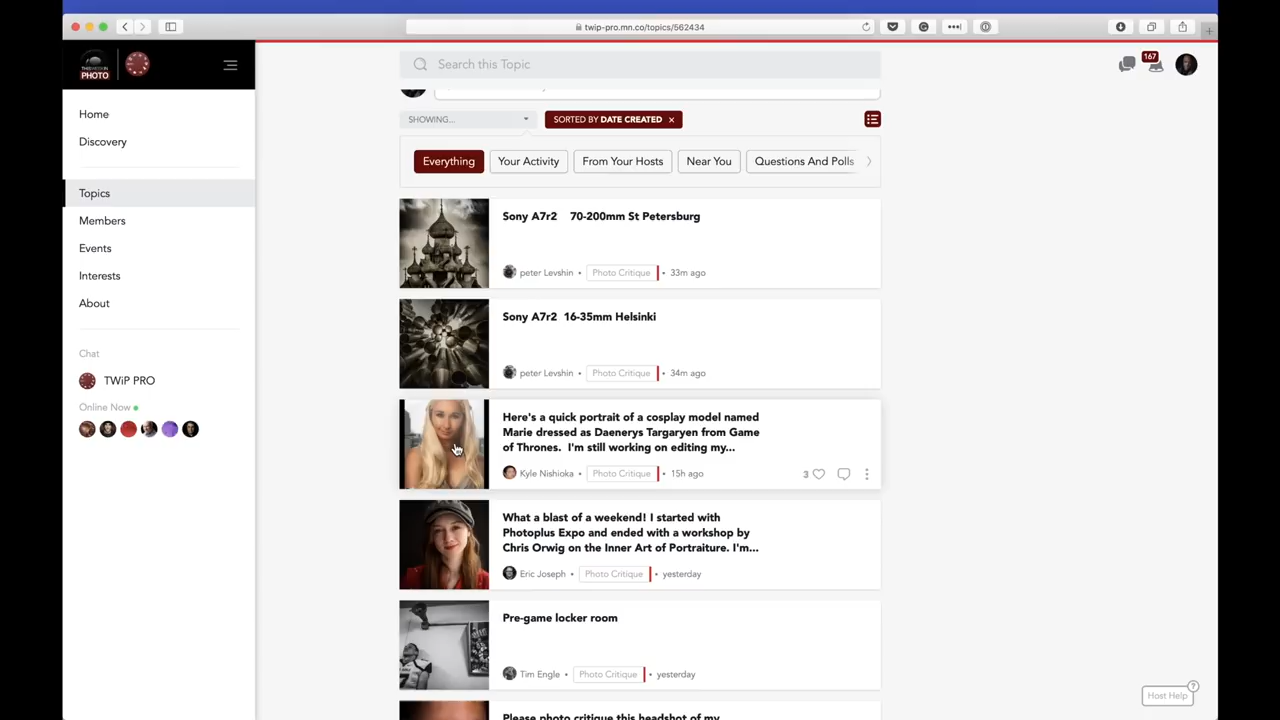 twip-pro.mn.co/topics/562434
THIS WEEK IN
PHOTO
Search this Topic
167
Home
Discovery
Topics
Members
Events
Interests
About
Chat
TWiP PRO
Online Now
SHOWING...
SORTED BY DATE CREATED ×
Everything
Your Activity
From Your Hosts
Near You
Questions And Polls
Sony A7r2 70-200mm St Petersburg
peter Levshin • Photo Critique • 33m ago
Sony A7r2 16-35mm Helsinki
peter Levshin • Photo Critique • 34m ago
Here's a quick portrait of a cosplay model named
Marie dressed as Daenerys Targaryen from Game
of Thrones. I'm still working on editing my...
Kyle Nishioka • Photo Critique • 15h ago
3
What a blast of a weekend! I started with
Photoplus Expo and ended with a workshop by
Chris Orwig on the Inner Art of Portraiture. I'm...
Eric Joseph • Photo Critique • yesterday
Pre-game locker room
Tim Engle • Photo Critique • yesterday
Please photo critique this headshot of my
Host Help
?